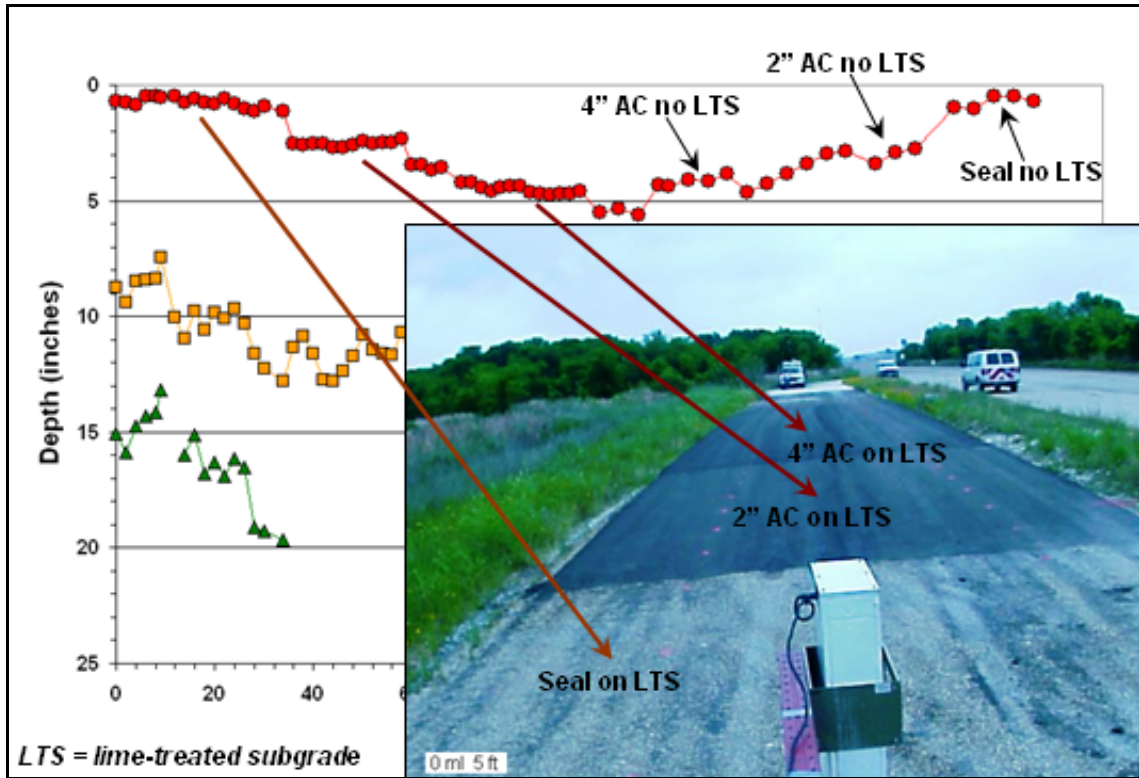 2" AC no LTS
4" AC no LTS
Seal no LTS
0
5
10
15
20
25
Depth (inches)
0
20
40
4" AC on LTS
2" AC on LTS
Seal on LTS
LTS = lime-treated subgrade
0 ml 5 ft